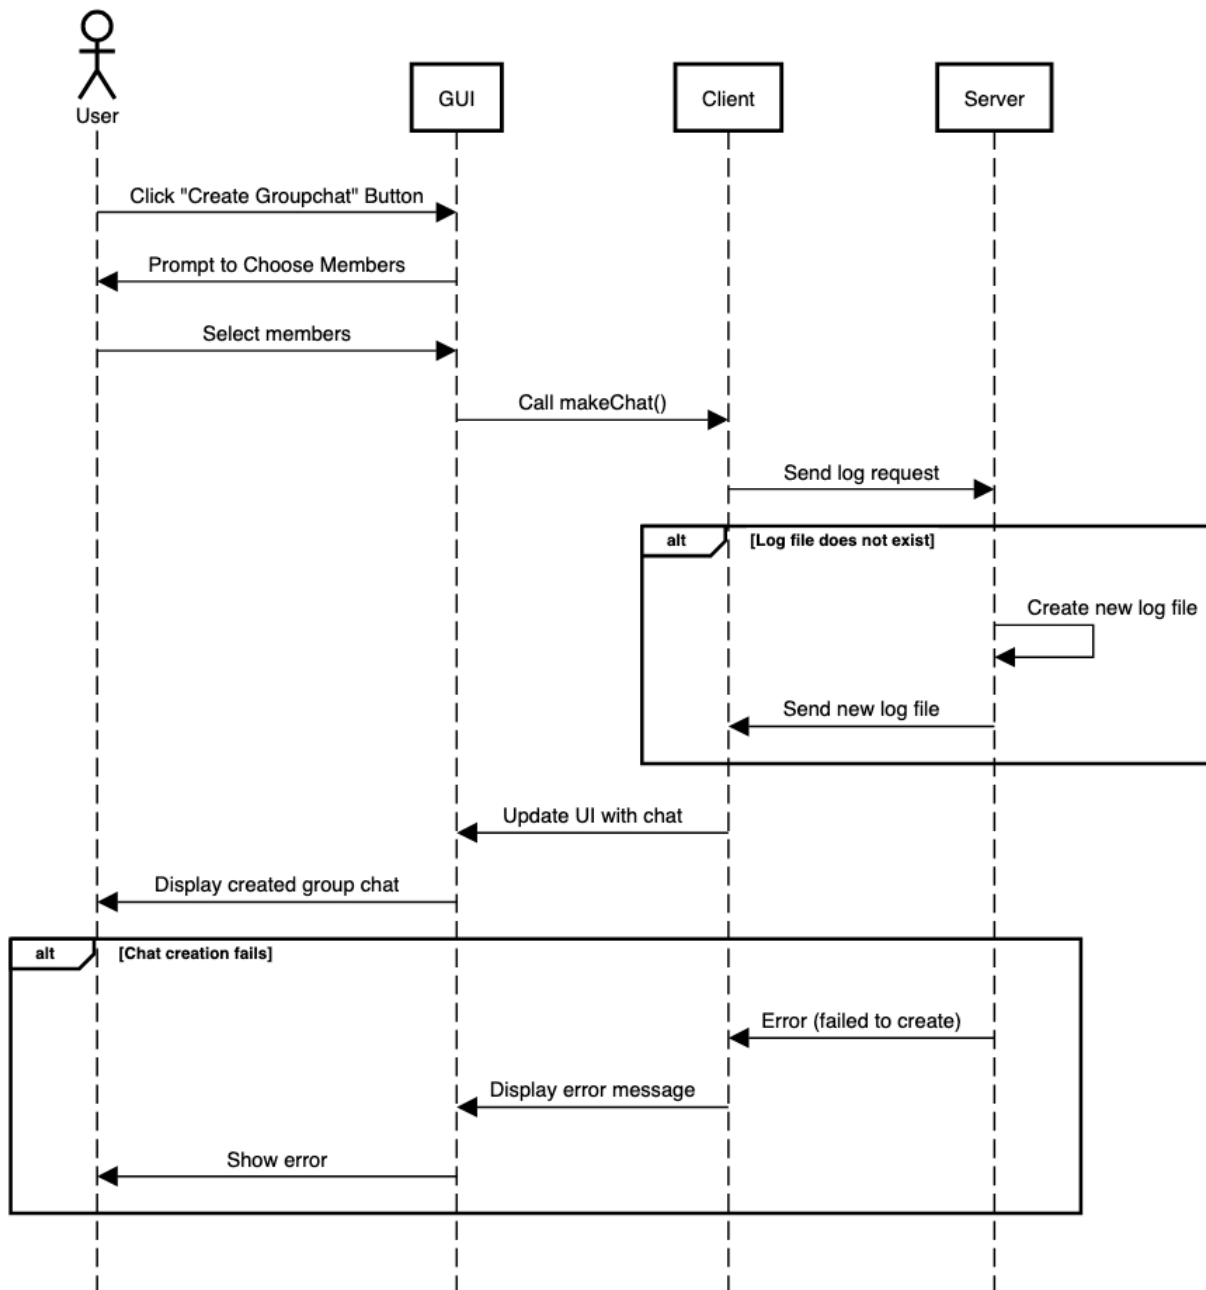 User
GUI
Client
Server
Click "Create Groupchat" Button
Prompt to Choose Members
Select members
Call makeChat()
Send log request
alt
[Log file does not exist]
Create new log file
Send new log file
Update UI with chat
Display created group chat
alt
[Chat creation fails]
Error (failed to create)
Display error message
Show error